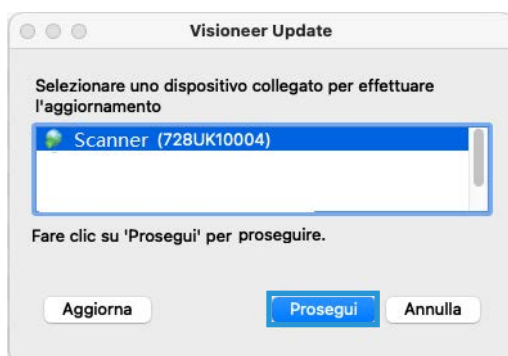 Visioneer Update
Selezionare uno dispositivo collegato per effettuare
l'aggiornamento
Scanner (728UK10004)
Fare clic su 'Prosegui' per proseguire.
Aggiorna Prosegui Annulla